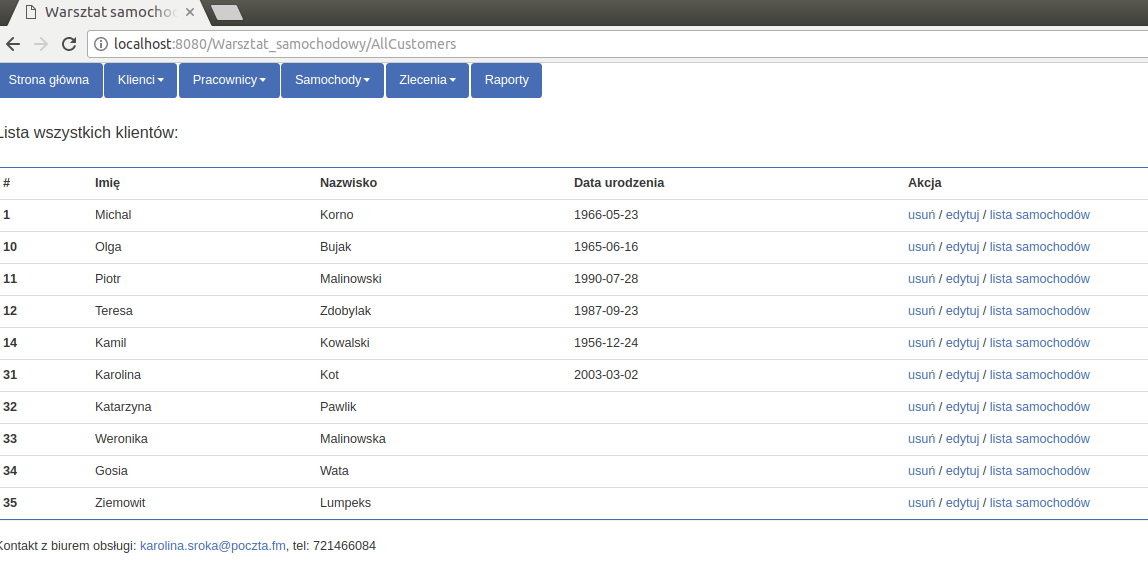 Warsztat samocho
localhost:8080/Warsztat_samochodowy/AllCustomers
Strona główna Klienci Pracownicy Samochody Zlecenia Raporty
Lista wszystkich klientów:
# Imię Nazwisko Data urodzenia Akcja
1 Michal Korno 1966-05-23 usuń / edytuj / lista samochodów
10 Olga Bujak 1965-06-16 usuń / edytuj / lista samochodów
11 Piotr Malinowski 1990-07-28 usuń / edytuj / lista samochodów
12 Teresa Zdobylak 1987-09-23 usuń / edytuj / lista samochodów
14 Kamil Kowalski 1956-12-24 usuń / edytuj / lista samochodów
31 Karolina Kot 2003-03-02 usuń / edytuj / lista samochodów
32 Katarzyna Pawlik usuń / edytuj / lista samochodów
33 Weronika Malinowska usuń / edytuj / lista samochodów
34 Gosia Wata usuń / edytuj / lista samochodów
35 Ziemowit Lumpeks usuń / edytuj / lista samochodów
Kontakt z biurem obsługi: karolina.sroka@poczta.fm, tel: 721466084